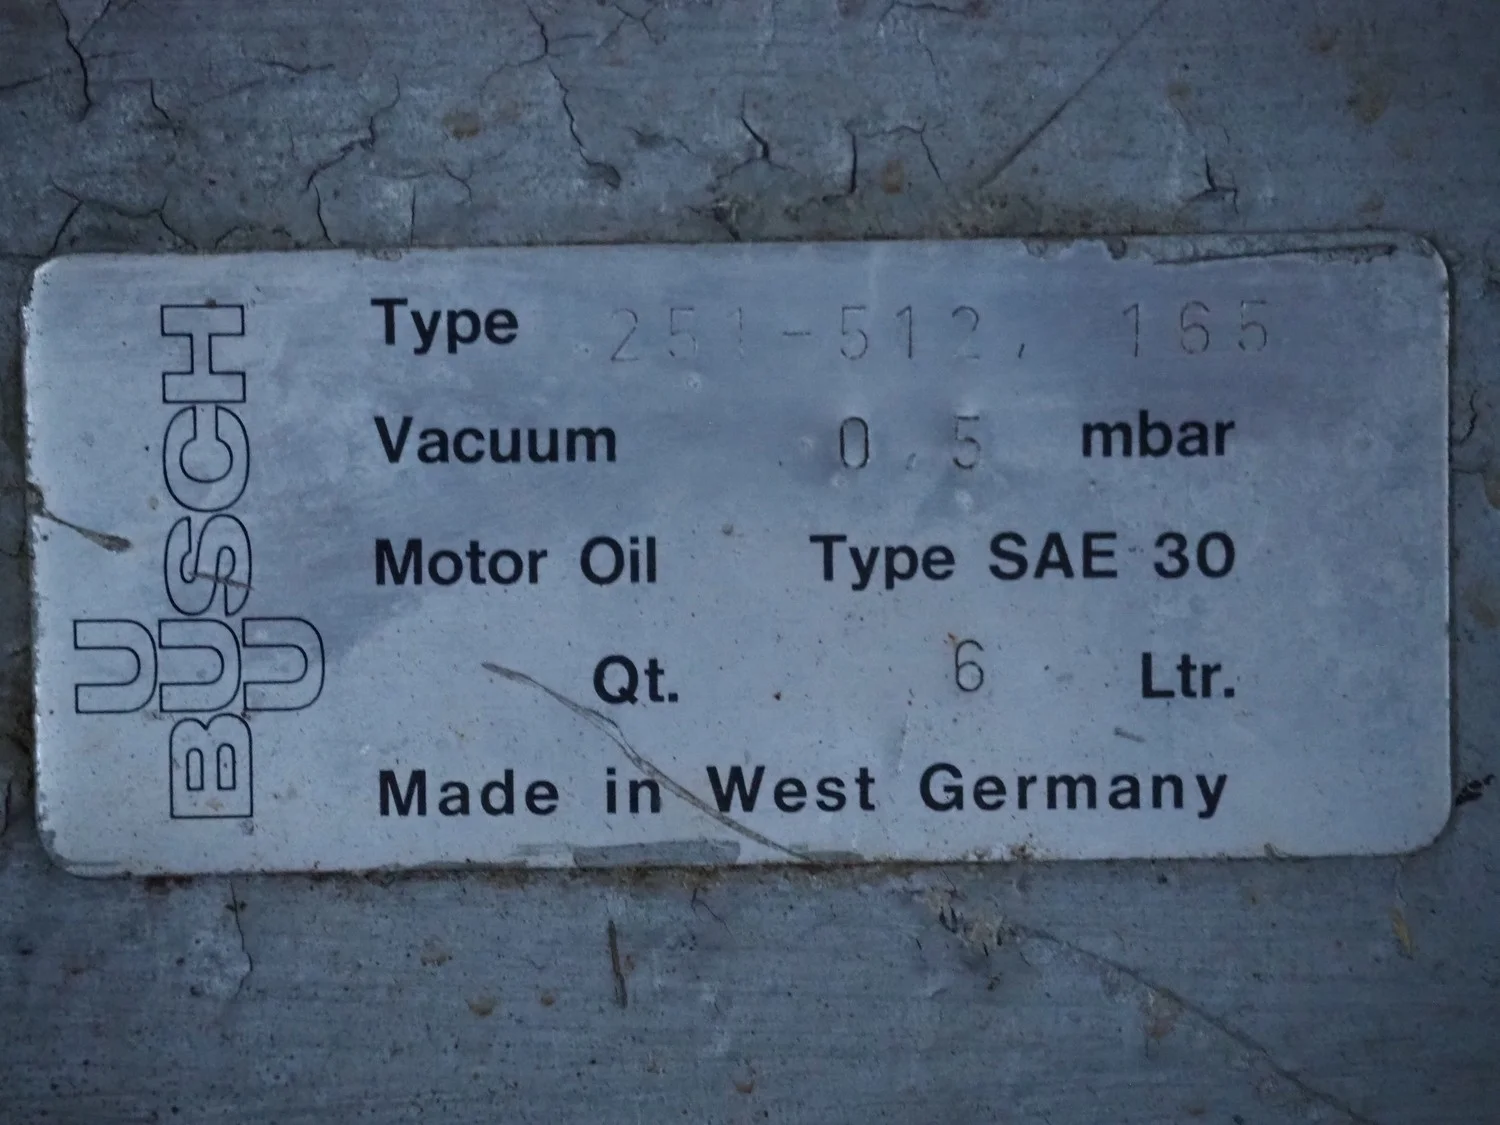 BUSCH
U U
Type 251-512, 165
Vacuum 0,5 mbar
Motor Oil Type SAE 30
Qt. 6 Ltr.
Made in West Germany